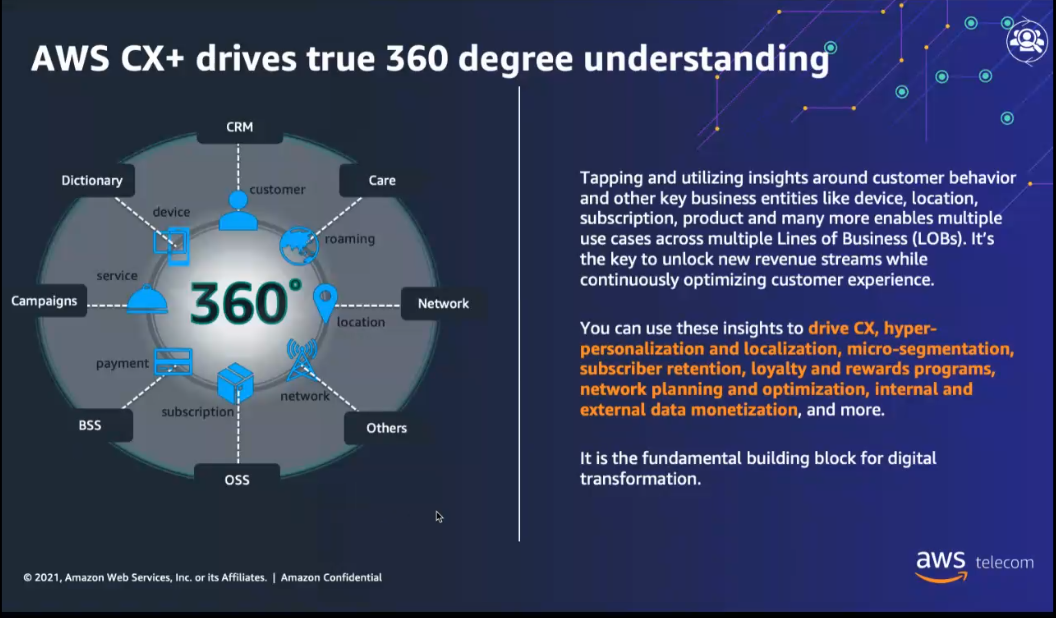 AWS CX+ drives true 360 degree understanding
CRM
Dictionary
Care
customer
device
roaming
service
Campaigns
360°
Network
location
payment
network
subscription
BSS
Others
OSS
Tapping and utilizing insights around customer behavior
and other key business entities like device, location,
subscription, product and many more enables multiple
use cases across multiple Lines of Business (LOBs). It's
the key to unlock new revenue streams while
continuously optimizing customer experience.
You can use these insights to drive CX, hyper-
personalization and localization, micro-segmentation,
subscriber retention, loyalty and rewards programs,
network planning and optimization, internal and
external data monetization, and more.
It is the fundamental building block for digital
transformation.
© 2021, Amazon Web Services, Inc. or its Affiliates. | Amazon Confidential
aws telecom